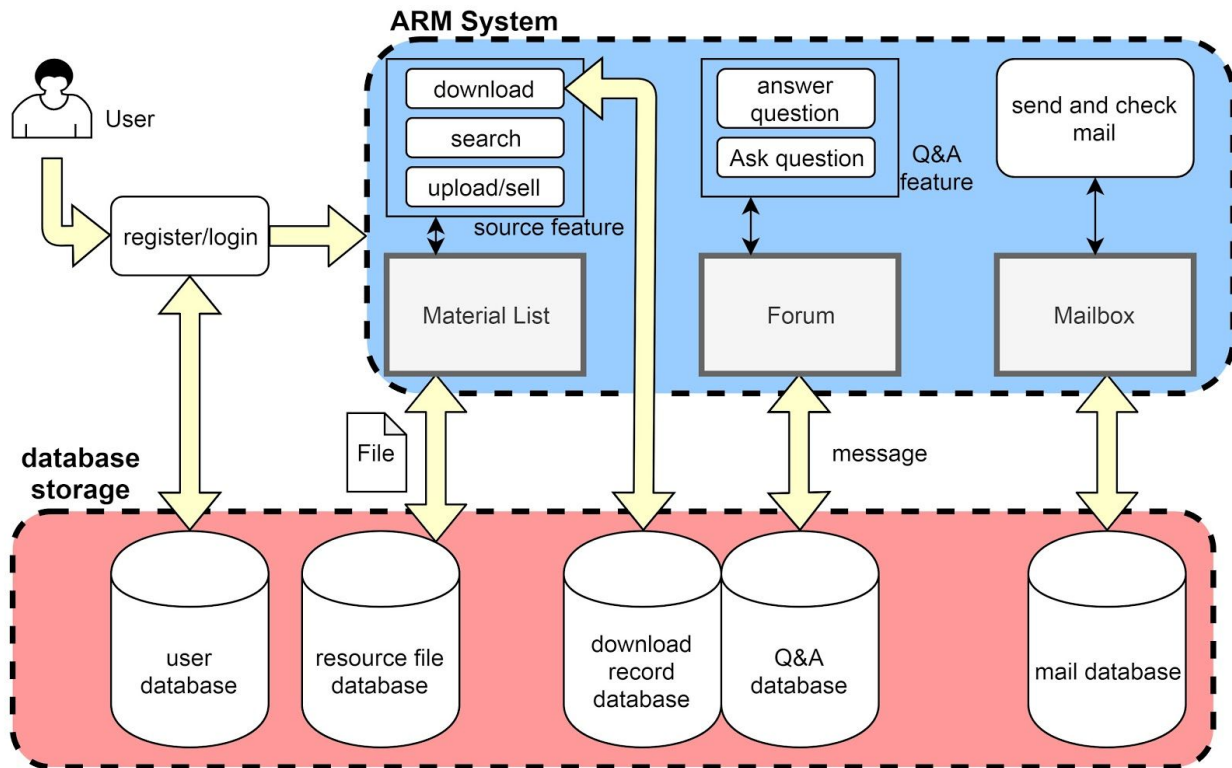 ARM System
User
download
search
upload/sell
source feature
answer
question
Ask question
Q&A
feature
send and check
mail
register/login
Material List
Forum
Mailbox
File
message
database
storage
user
database
resource file
database
download
record
database
Q&A
database
mail database